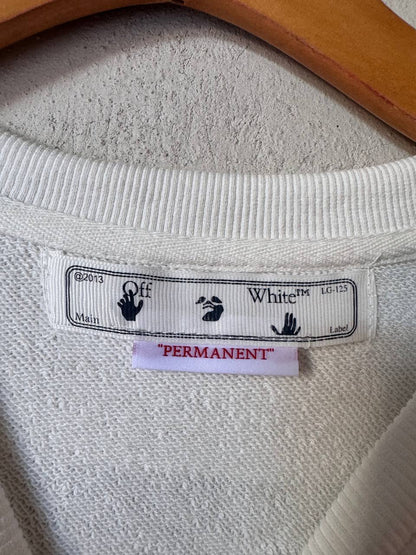 @2013 Off White™ LG-125
Main Label
"PERMANENT"